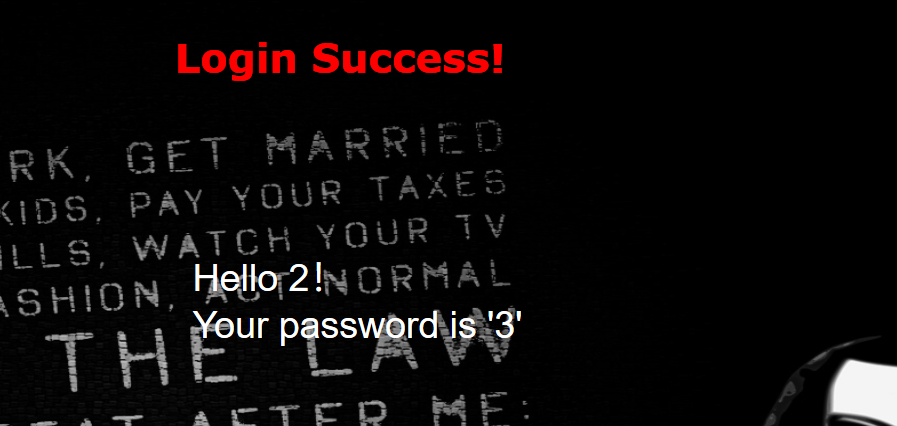 Login Success!
RK, GET MARRIED
KIDS, PAY YOUR TAXES
ILLS, WATCH YOUR TV
ASHION, ACT NORMAL
Hello 2!
THE LAW
Your password is '3'
AFTER ME: